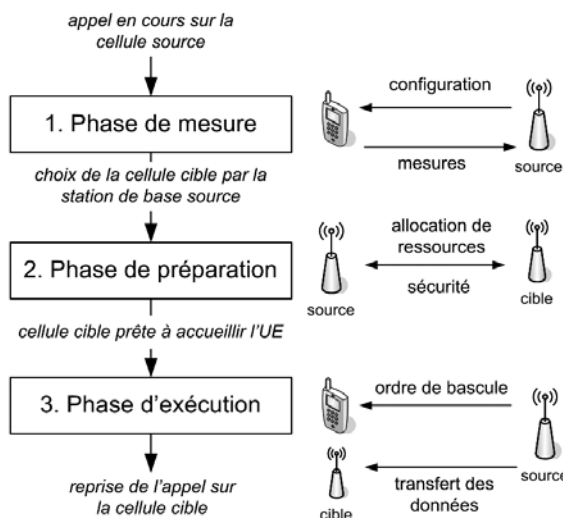 appel en cours sur la
cellule source
1. Phase de mesure
configuration
mesures
source
choix de la cellule cible par la
station de base source
2. Phase de préparation
source
allocation de
ressources
sécurité
cible
cellule cible prête à accueillir l'UE
3. Phase d'exécution
ordre de bascule
source
transfert des
données
cible
reprise de l'appel sur
la cellule cible